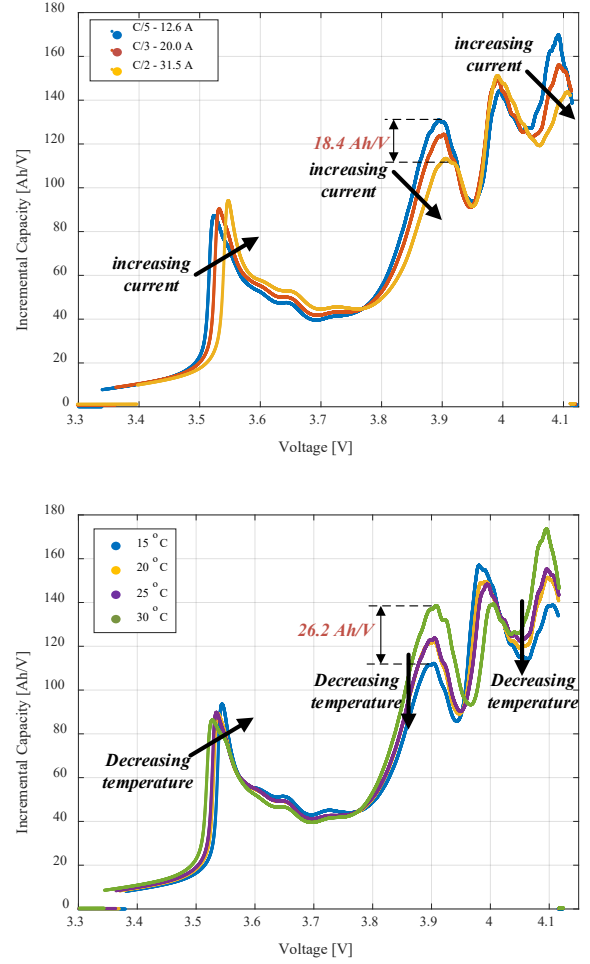 180
160
140
120
100
80
60
40
20
0
Incremental Capacity [Ah/V]
C/5 - 12.6 A
C/3 - 20.0 A
C/2 - 31.5 A
increasing
current
18.4 Ah/V
increasing
current
increasing
current
3.3 3.4 3.5 3.6 3.7 3.8 3.9 4 4.1
Voltage [V]
180
160
140
120
100
80
60
40
20
0
Incremental Capacity [Ah/V]
15 °C
20 °C
25 °C
30 °C
26.2 Ah/V
Decreasing
temperature
Decreasing
temperature
Decreasing
temperature
3.3 3.4 3.5 3.6 3.7 3.8 3.9 4 4.1
Voltage [V]